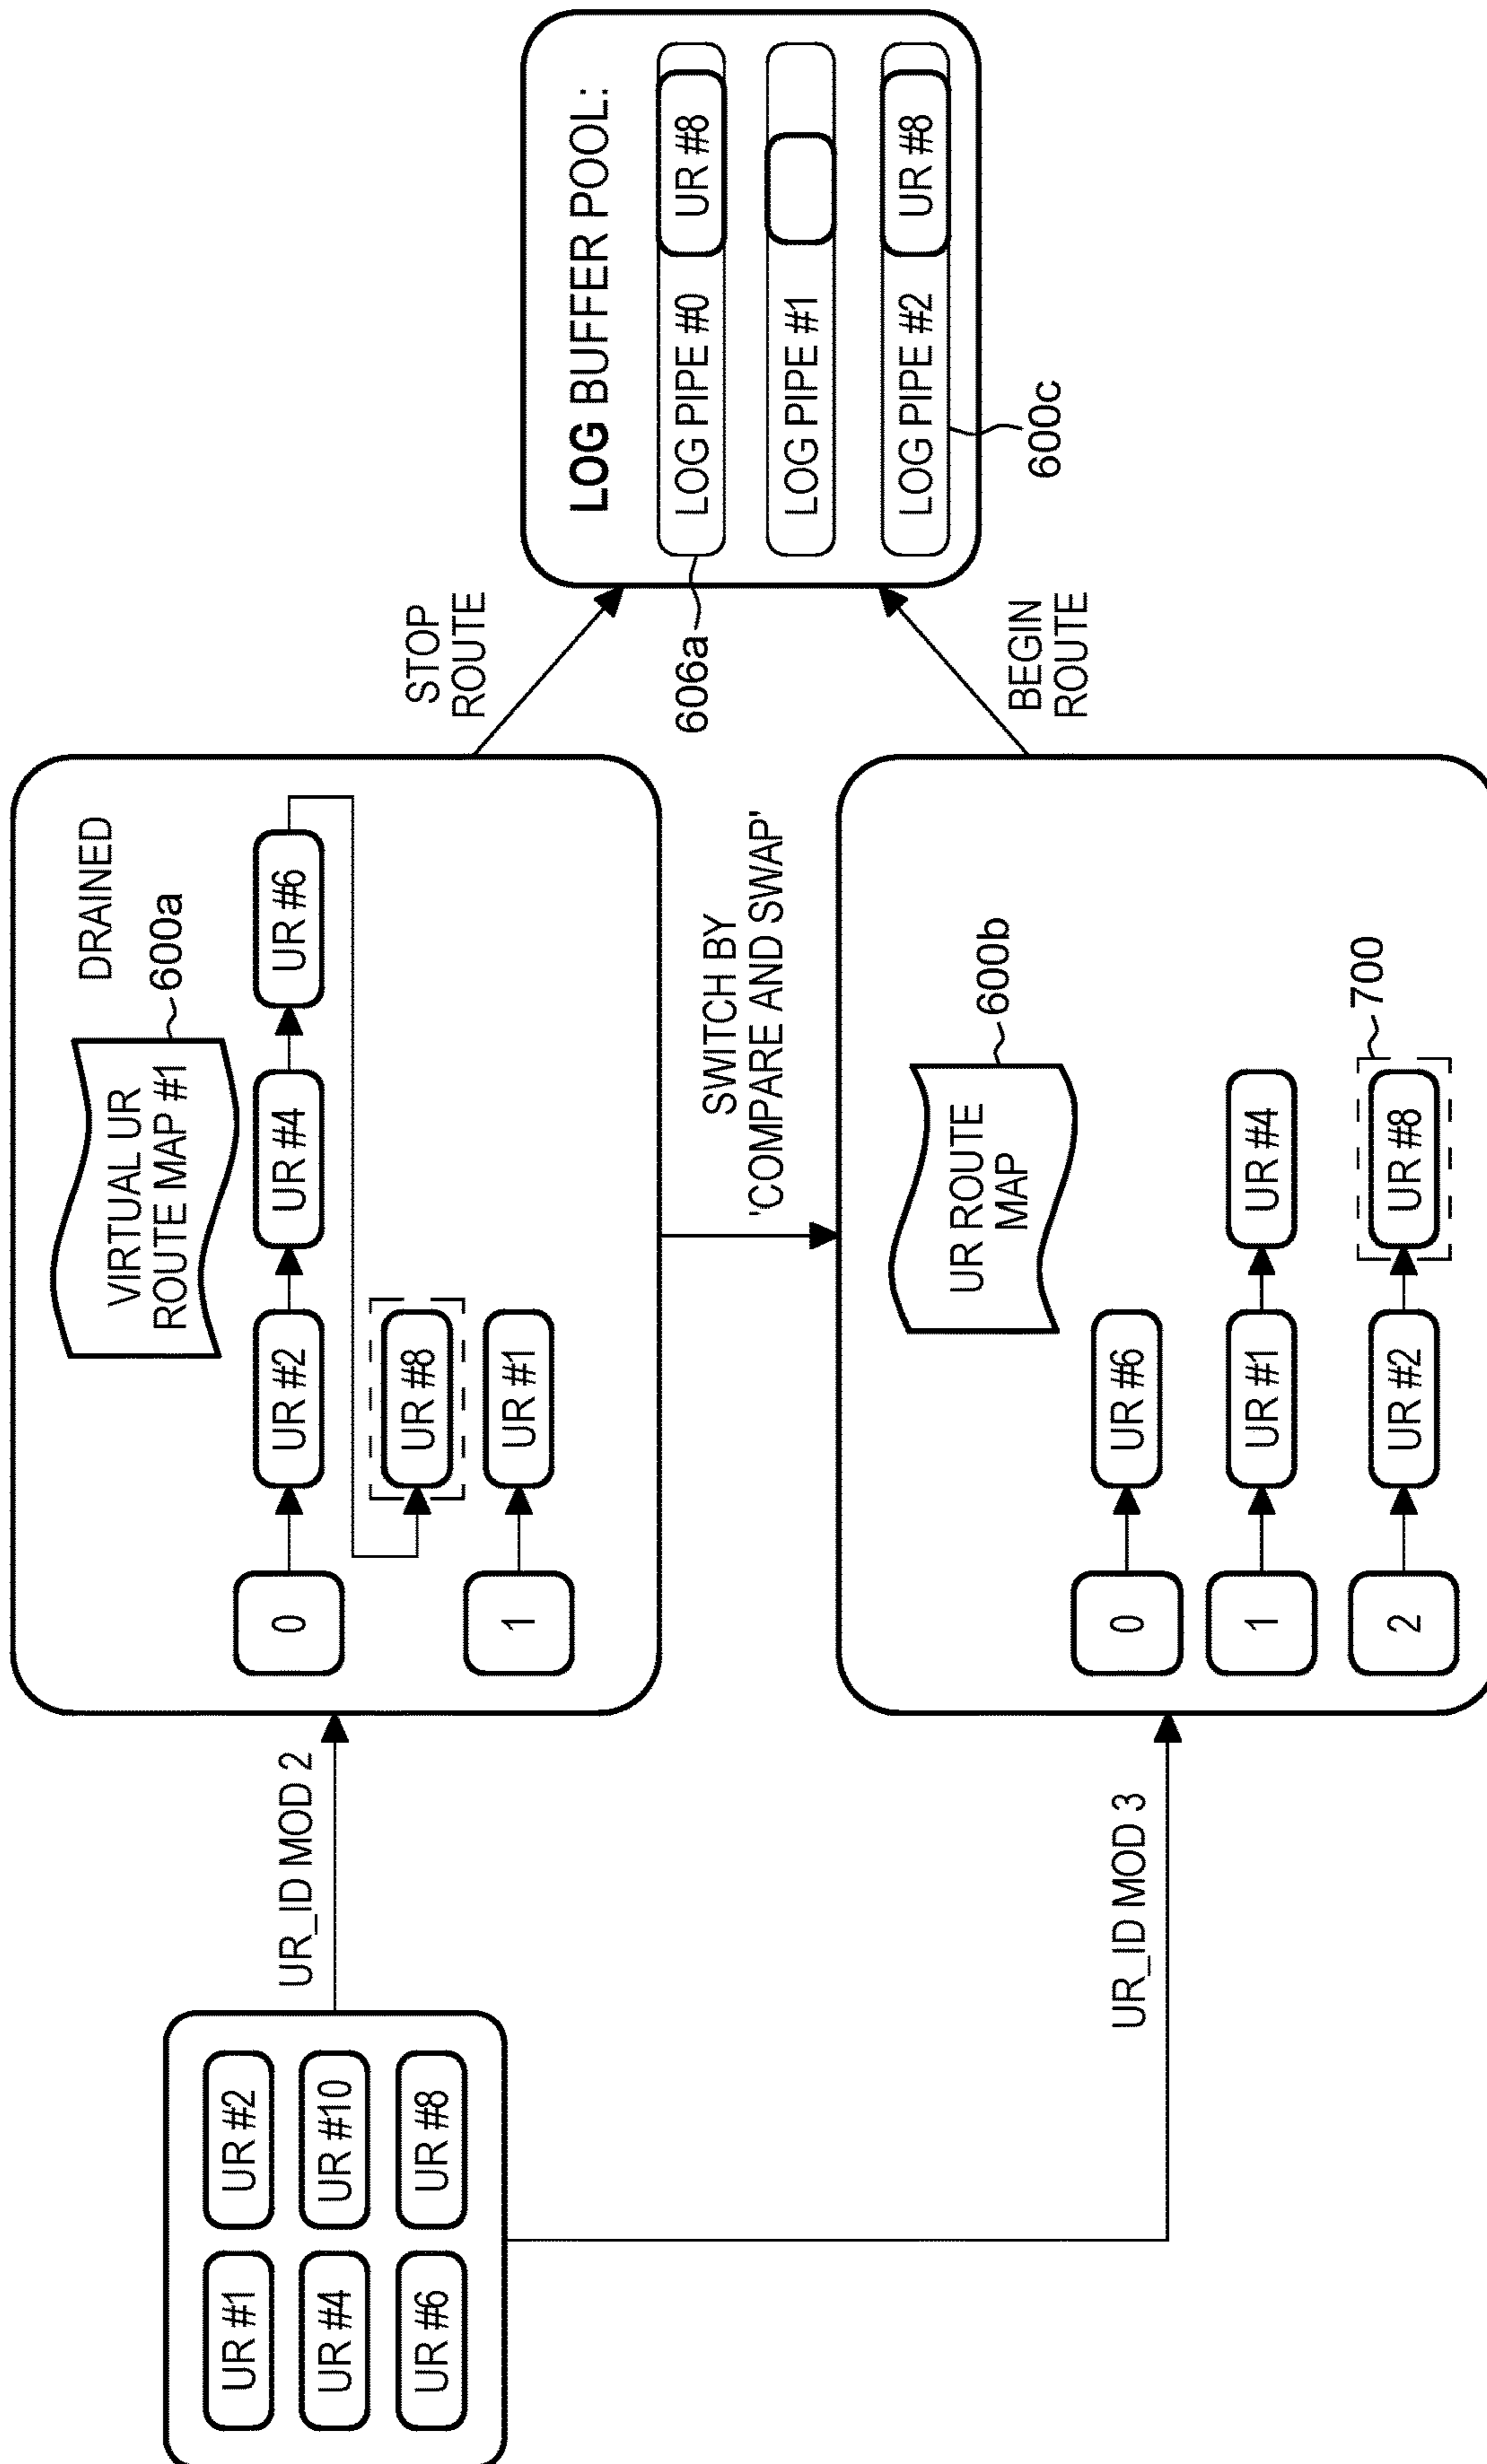 UR #1
UR #2
UR #4
UR #10
UR #6
UR #8
UR_ID MOD 2
UR_ID MOD 3
DRAINED
VIRTUAL UR
ROUTE MAP #1
600a
0
UR #2
UR #4
UR #6
UR #8
1
UR #1
SWITCH BY
'COMPARE AND SWAP'
UR ROUTE
MAP
600b
0
UR #6
1
UR #1
UR #4
2
UR #2
UR #8
700
STOP
ROUTE
BEGIN
ROUTE
LOG BUFFER POOL:
LOG PIPE #0
UR #8
606a
LOG PIPE #1
LOG PIPE #2
UR #8
600c